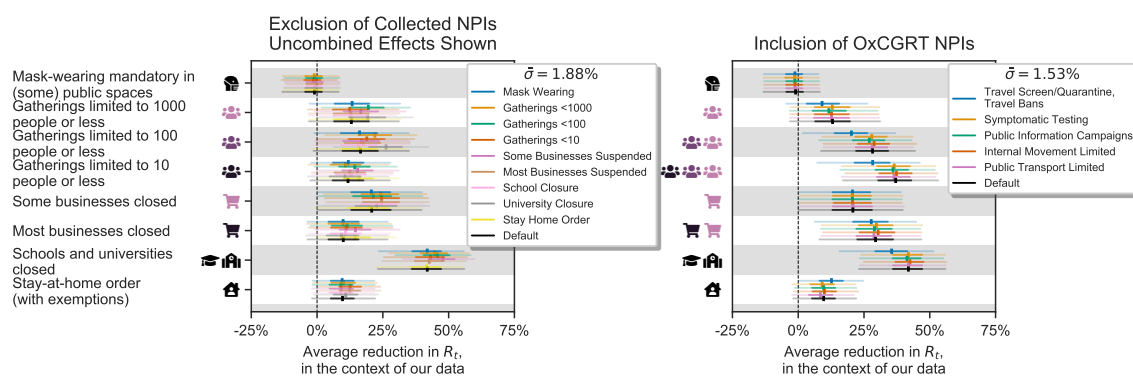 Exclusion of Collected NPIs
Uncombined Effects Shown
Mask-wearing mandatory in
(some) public spaces
Gatherings limited to 1000
people or less
Gatherings limited to 100
people or less
Gatherings limited to 10
people or less
Some businesses closed
Most businesses closed
Schools and universities
closed
Stay-at-home order
(with exemptions)
σ̄ = 1.88%
Mask Wearing
Gatherings <1000
Gatherings <100
Gatherings <10
Some Businesses Suspended
Most Businesses Suspended
School Closure
University Closure
Stay Home Order
Default
-25% 0% 25% 50% 75%
Average reduction in Rt,
in the context of our data
Inclusion of OxCGRT NPIs
σ̄ = 1.53%
Travel Screen/Quarantine,
Travel Bans
Symptomatic Testing
Public Information Campaigns
Internal Movement Limited
Public Transport Limited
Default
-25% 0% 25% 50% 75%
Average reduction in Rt,
in the context of our data